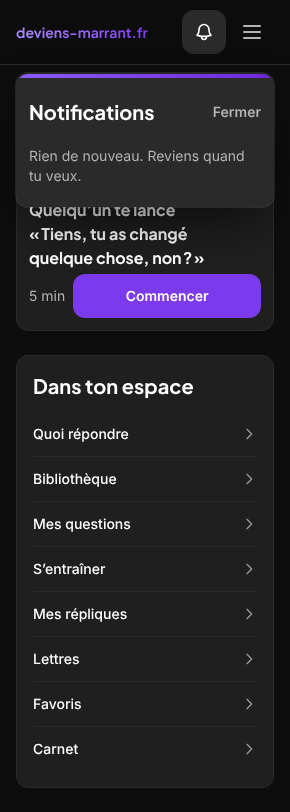 deviens-marrant.fr
Notifications
Fermer
Rien de nouveau. Reviens quand
tu veux.
Quelqu'un te lance
« Tiens, tu as changé
quelque chose, non ? »
5 min
Commencer
Dans ton espace
Quoi répondre
Bibliothèque
Mes questions
S’entraîner
Mes répliques
Lettres
Favoris
Carnet